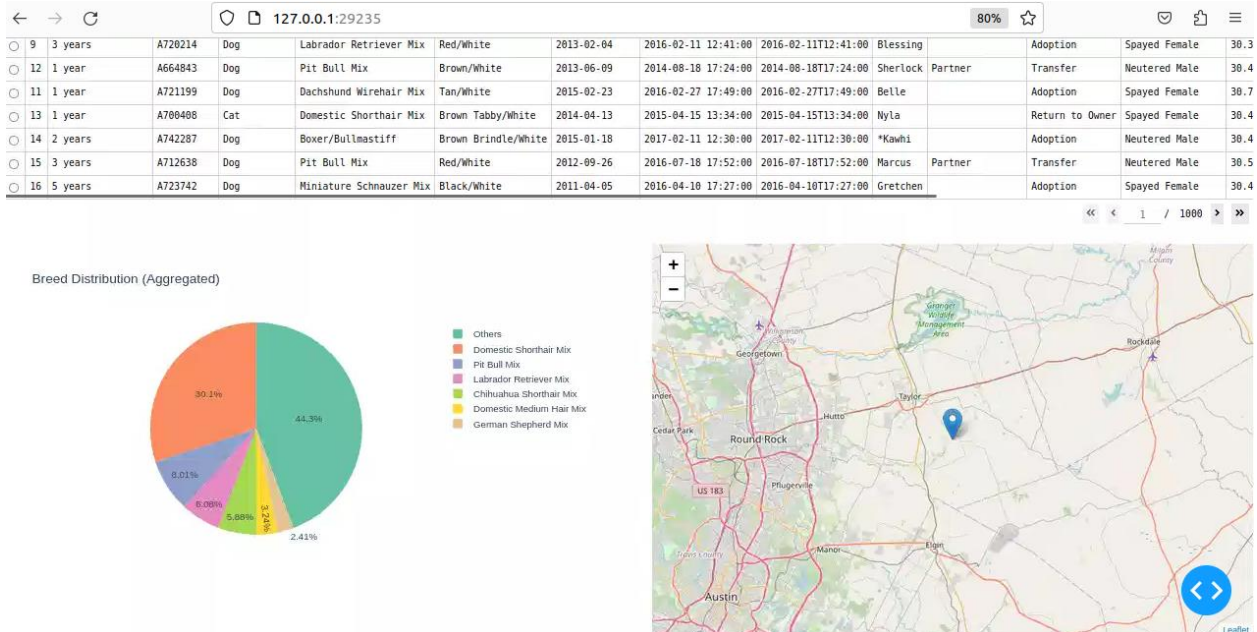 127.0.0.1:29235 80%
9 3 years A720214 Dog Labrador Retriever Mix Red/White 2013-02-04 2016-02-11 12:41:00 2016-02-11T12:41:00 Blessing Adoption Spayed Female 30.3
12 1 year A664843 Dog Pit Bull Mix Brown/White 2013-06-09 2014-08-18 17:24:00 2014-08-18T17:24:00 Sherlock Partner Transfer Neutered Male 30.4
11 1 year A721199 Dog Dachshund Wirehair Mix Tan/White 2015-02-23 2016-02-27 17:49:00 2016-02-27T17:49:00 Belle Adoption Spayed Female 30.7
13 1 year A700408 Cat Domestic Shorthair Mix Brown Tabby/White 2014-04-13 2015-04-15 13:34:00 2015-04-15T13:34:00 Nyla Return to Owner Spayed Female 30.4
14 2 years A742287 Dog Boxer/Bullmastiff Brown Brindle/White 2015-01-18 2017-02-11 12:30:00 2017-02-11T12:30:00 *Kawhi Adoption Neutered Male 30.4
15 3 years A712638 Dog Pit Bull Mix Red/White 2012-09-26 2016-07-18 17:52:00 2016-07-18T17:52:00 Marcus Partner Transfer Neutered Male 30.5
16 5 years A723742 Dog Miniature Schnauzer Mix Black/White 2011-04-05 2016-04-10 17:27:00 2016-04-10T17:27:00 Gretchen Adoption Spayed Female 30.4
« ‹ 1 / 1000 › »
Breed Distribution (Aggregated)
Others
Domestic Shorthair Mix
Pit Bull Mix
Labrador Retriever Mix
Chihuahua Shorthair Mix
Domestic Medium Hair Mix
German Shepherd Mix
30.1%
44.3%
8.01%
6.08%
5.88%
3.24%
2.41%
+
−
Milam
County
Granger
Wildlife
Management
Area
Williamson
County
Georgetown
Rockdale
Taylor
Hutto
Cedar Park
Round Rock
US 183
Pflugerville
Travis County
Manor
Elgin
Austin
Leaflet